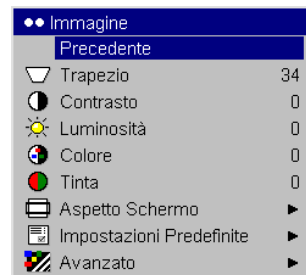 Immagine
Precedente
Trapezio 34
Contrasto 0
Luminosità 0
Colore 0
Tinta 0
Aspetto Schermo
Impostazioni Predefinite
Avanzato